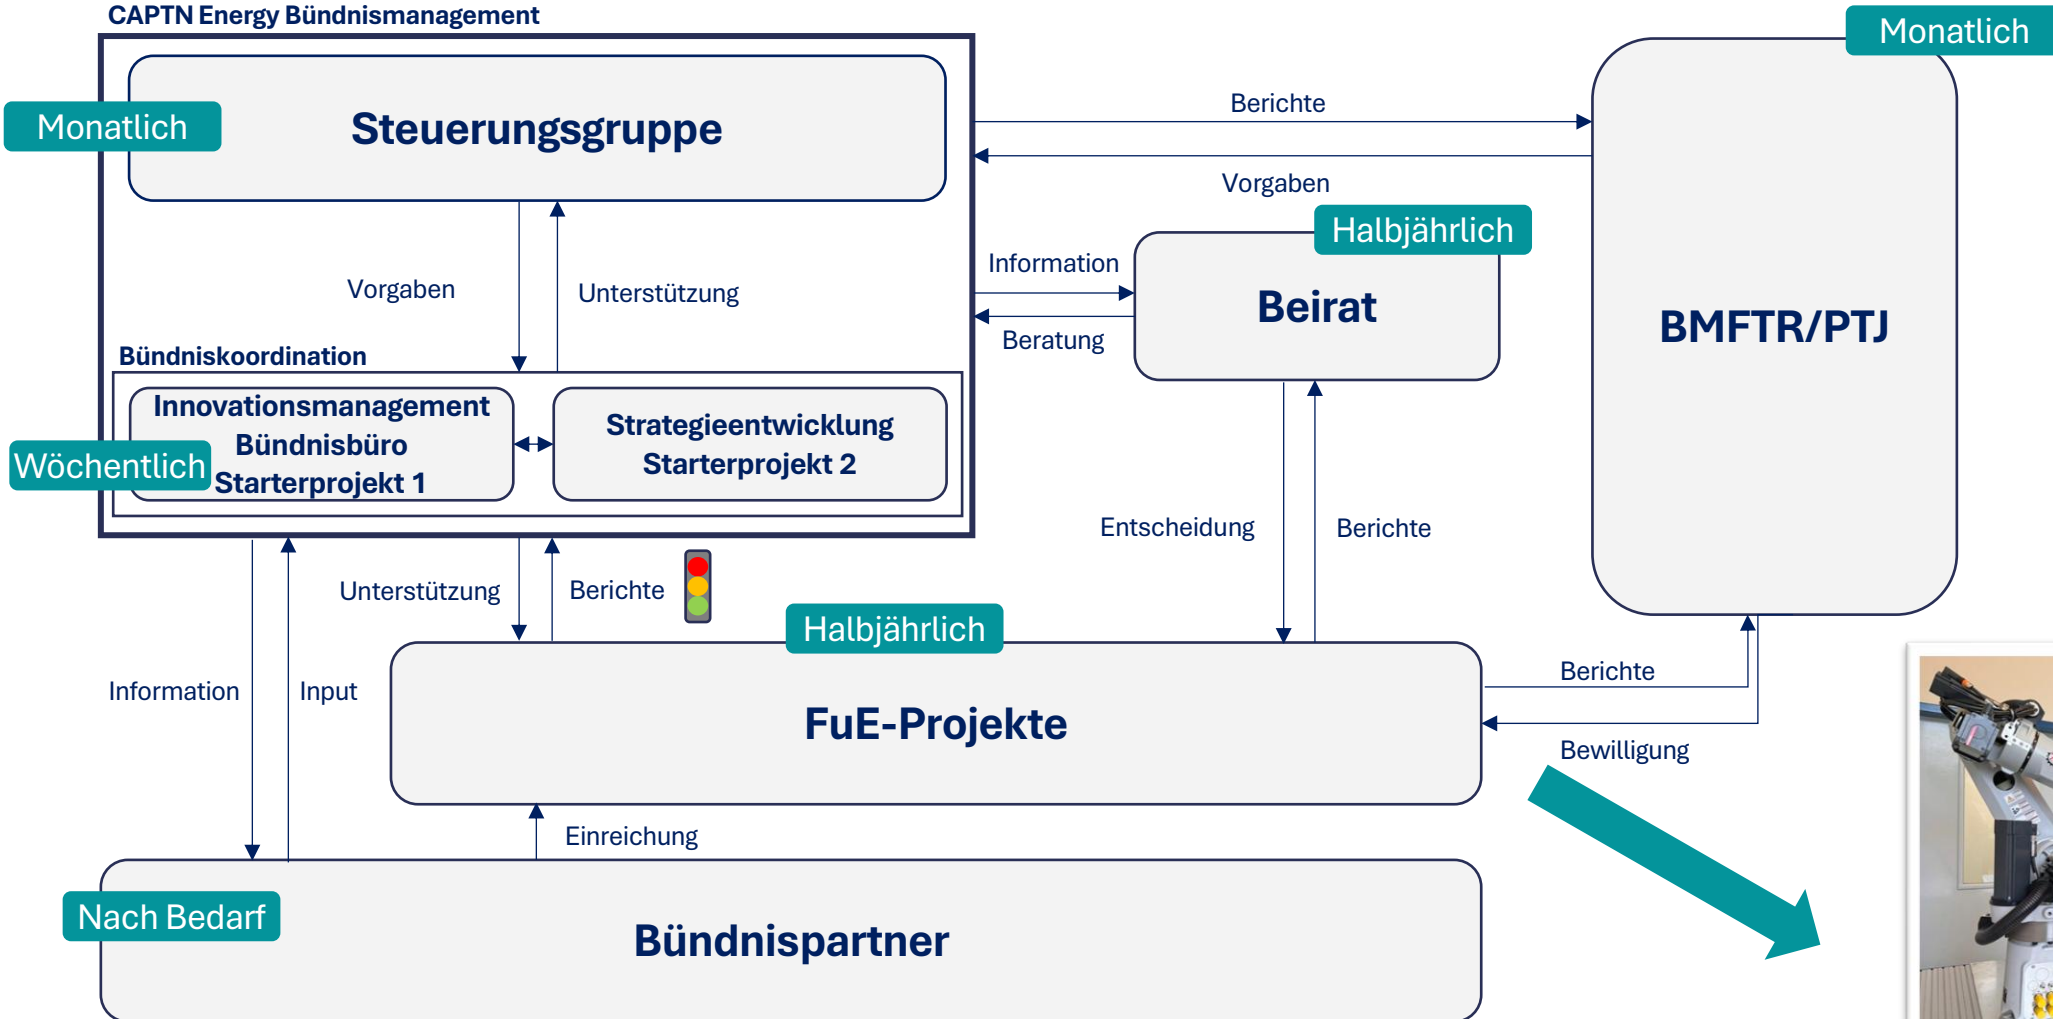 CAPTN Energy Bündnismanagement
Monatlich
Monatlich
Steuerungsgruppe
Berichte
Vorgaben
Halbjährlich
Information
Beirat
Beratung
BMFTR/PTJ
Vorgaben
Unterstützung
Bündniskoordination
Innovationsmanagement
Bündnisbüro
Starterprojekt 1
Wöchentlich
Strategieentwicklung
Starterprojekt 2
Entscheidung
Berichte
Unterstützung
Berichte
Halbjährlich
Information
Input
FuE-Projekte
Berichte
Bewilligung
Einreichung
Nach Bedarf
Bündnispartner